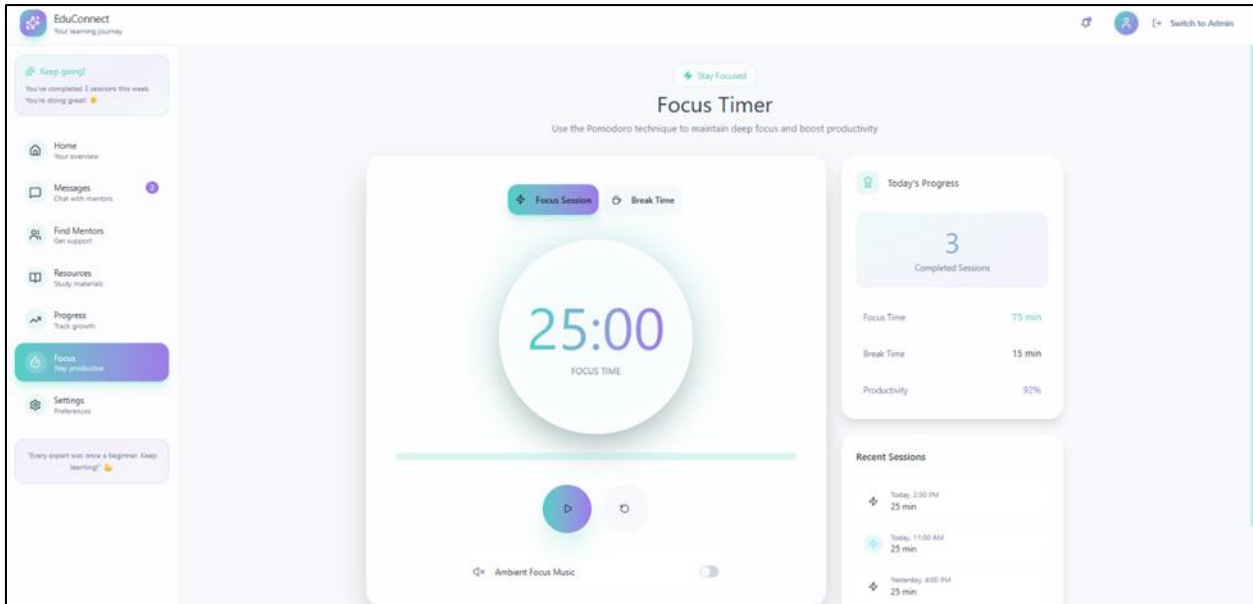 EduConnect
Your learning journey
Switch to Admin
Keep going!
You've completed 3 sessions this week.
You're doing great!
Home
Your overview
Messages
3
Chat with mentors
Find Mentors
Get support
Resources
Study materials
Progress
Track growth
Focus
Stay productive
Settings
Preferences
"Every expert was once a beginner. Keep
learning!"
Stay Focused
Focus Timer
Use the Pomodoro technique to maintain deep focus and boost productivity
Focus Session
Break Time
25:00
FOCUS TIME
Ambient Focus Music
Today's Progress
3
Completed Sessions
Focus Time 75 min
Break Time 15 min
Productivity 92%
Recent Sessions
Today, 2:30 PM
25 min
Today, 11:00 AM
25 min
Yesterday, 4:00 PM
25 min